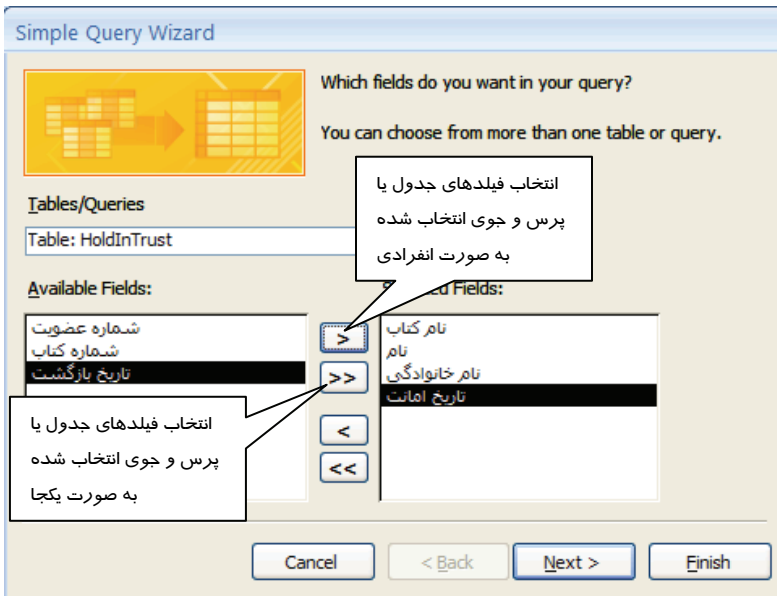 Simple Query Wizard
Which fields do you want in your query?
You can choose from more than one table or query.
انتخاب فیلدهای جدول یا
پرس و جوی انتخاب شده
به صورت انفرادی
Tables/Queries
Table: HoldInTrust
Available Fields:
Fields:
شماره عضویت
شماره کتاب
تاریخ بازگشت
>
>>
<
<<
نام کتاب
نام
نام خانوادگی
تاریخ امانت
انتخاب فیلدهای جدول یا
پرس و جوی انتخاب شده
به صورت یکجا
Cancel
< Back
Next >
Finish